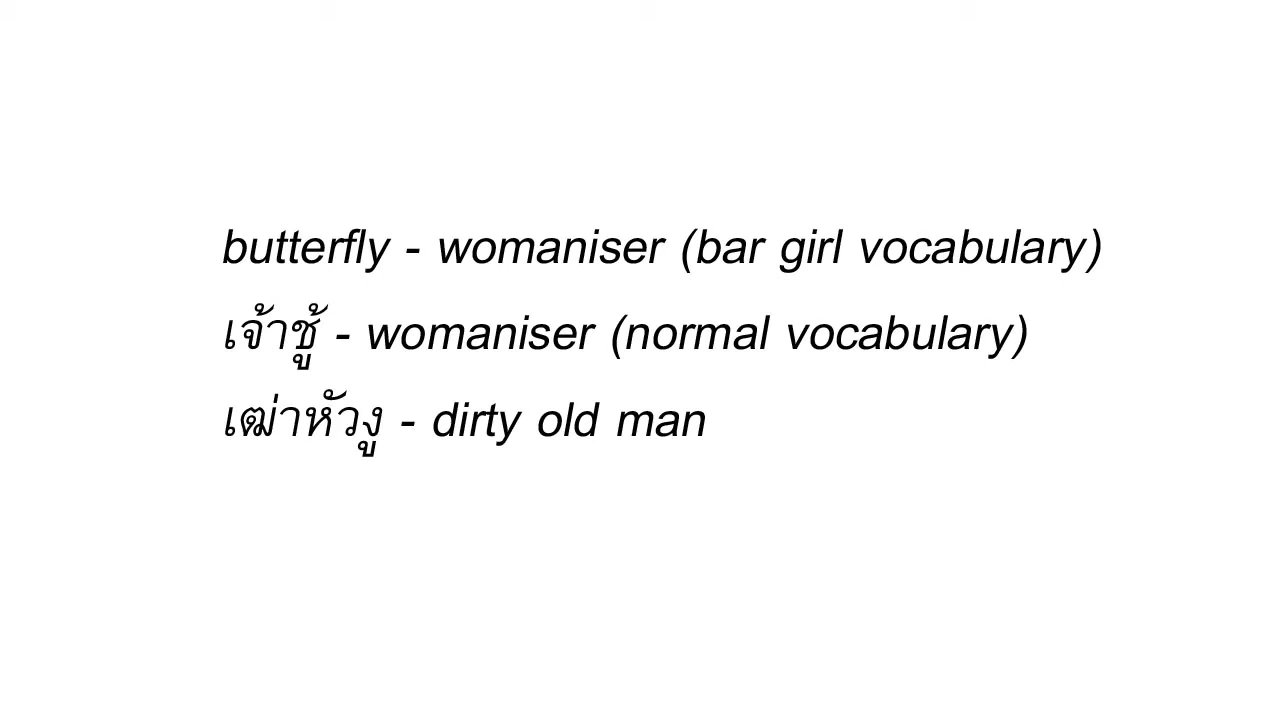 butterfly - womaniser (bar girl vocabulary)
เจ้าชู้ - womaniser (normal vocabulary)
เฒ่าหัวงู - dirty old man